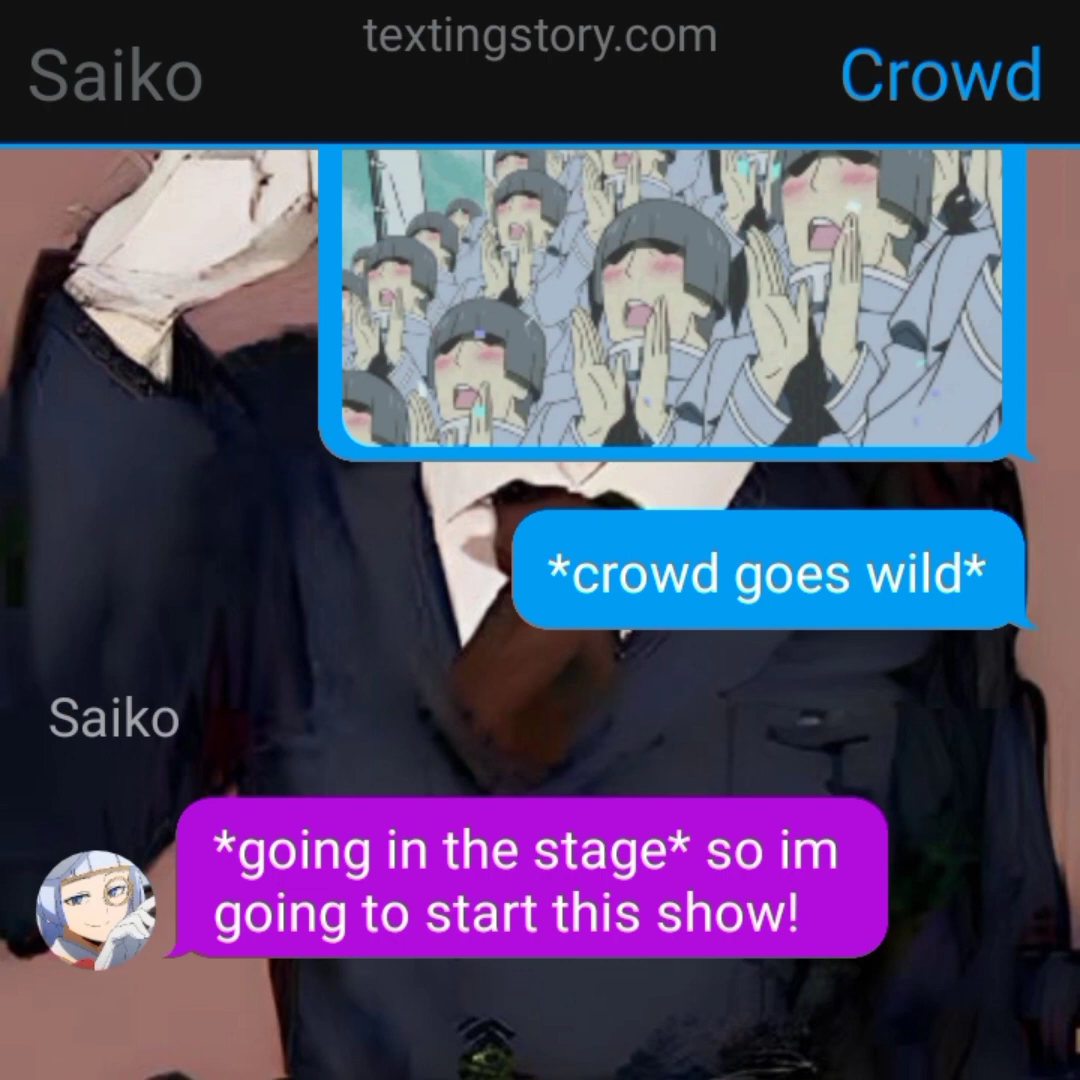 textingstory.com
Saiko
Crowd
*crowd goes wild*
Saiko
*going in the stage* so im
going to start this show!